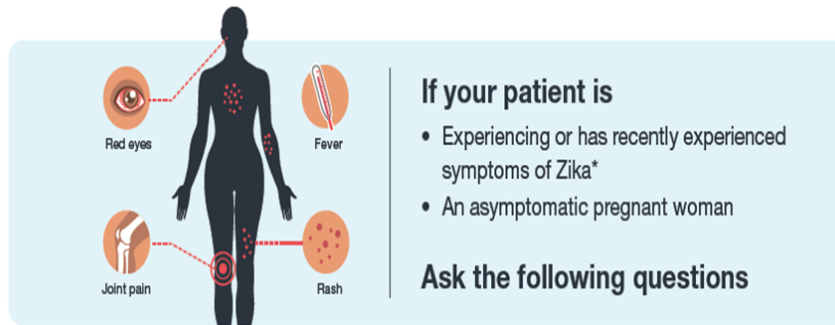 Red eyes
Fever
Joint pain
Rash
If your patient is
• Experiencing or has recently experienced
symptoms of Zika*
• An asymptomatic pregnant woman
Ask the following questions